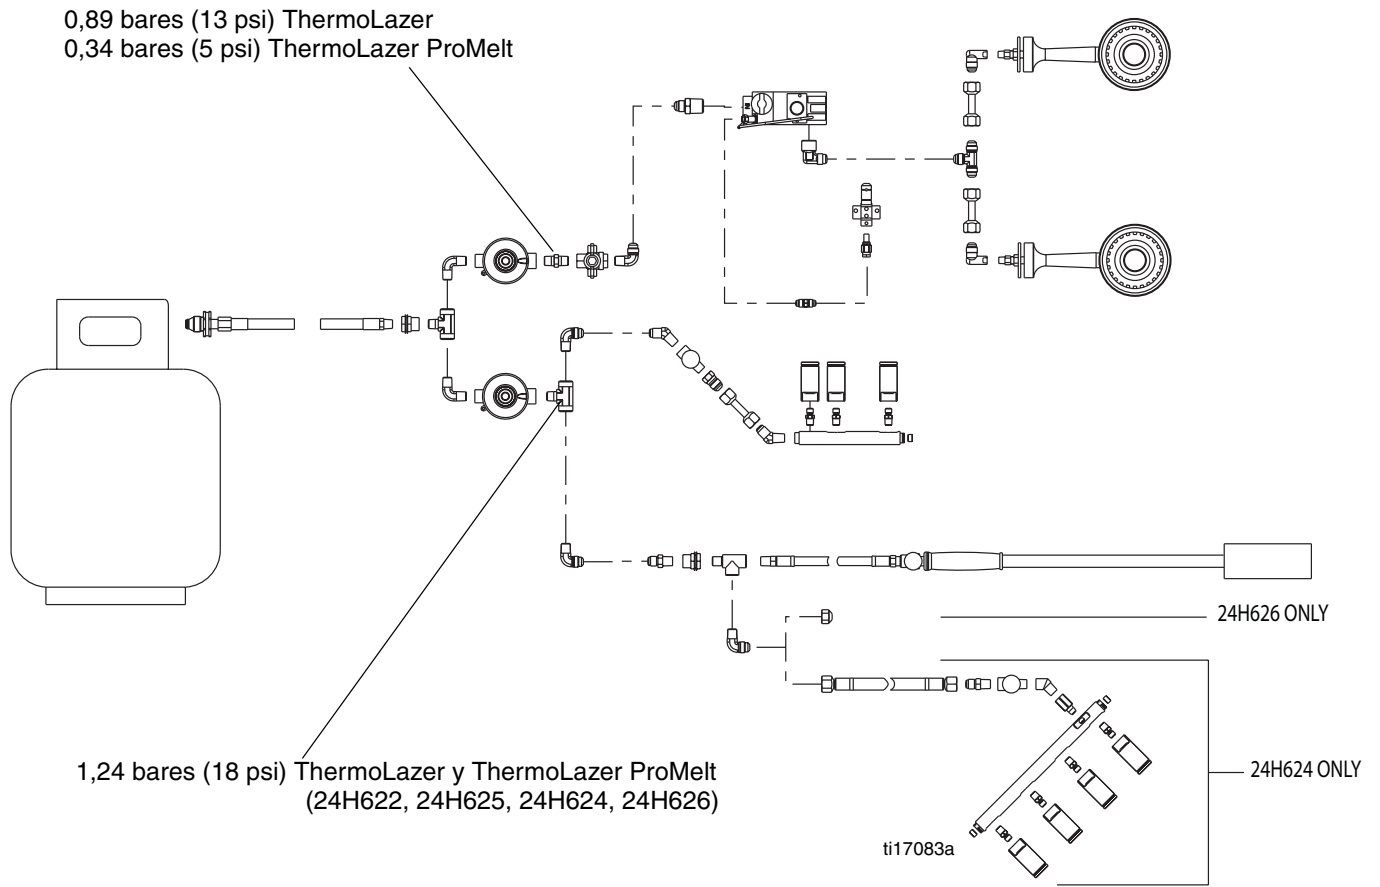 0,89 bares (13 psi) ThermoLazer
0,34 bares (5 psi) ThermoLazer ProMelt
24H626 ONLY
24H624 ONLY
1,24 bares (18 psi) ThermoLazer y ThermoLazer ProMelt
(24H622, 24H625, 24H624, 24H626)
ti17083a